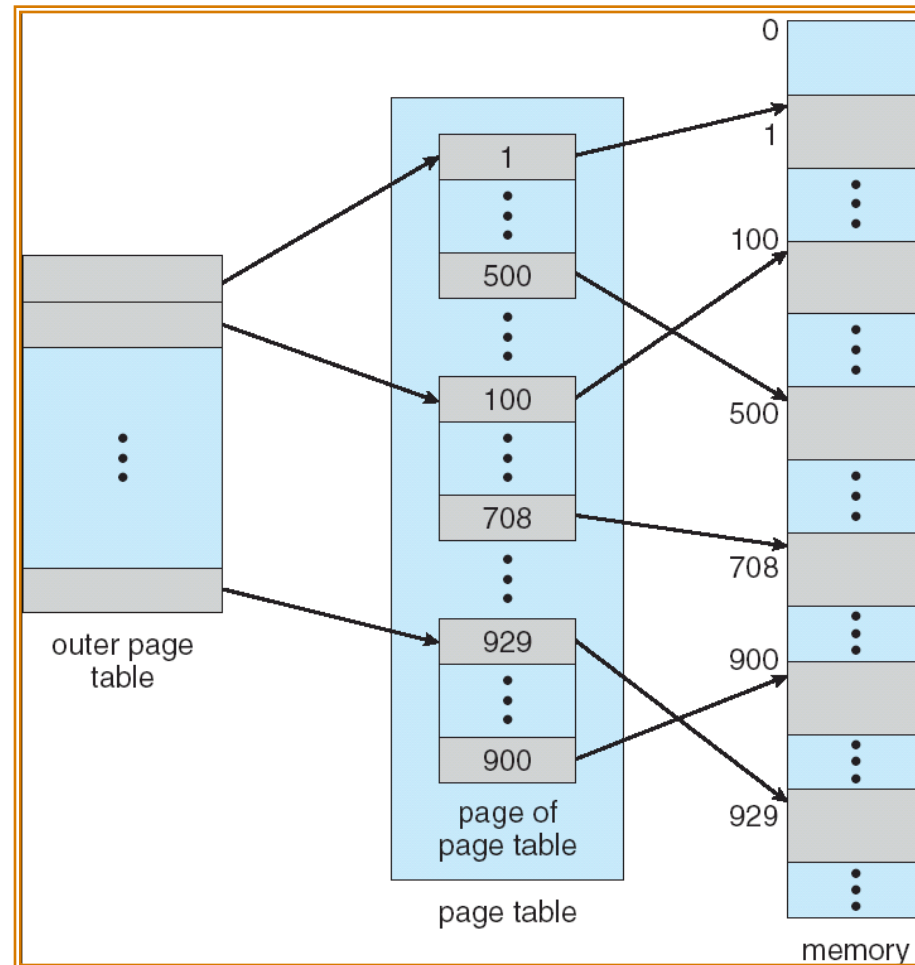 outer page
table
1
500
100
708
929
900
page of
page table
page table
0
1
100
500
708
900
929
memory